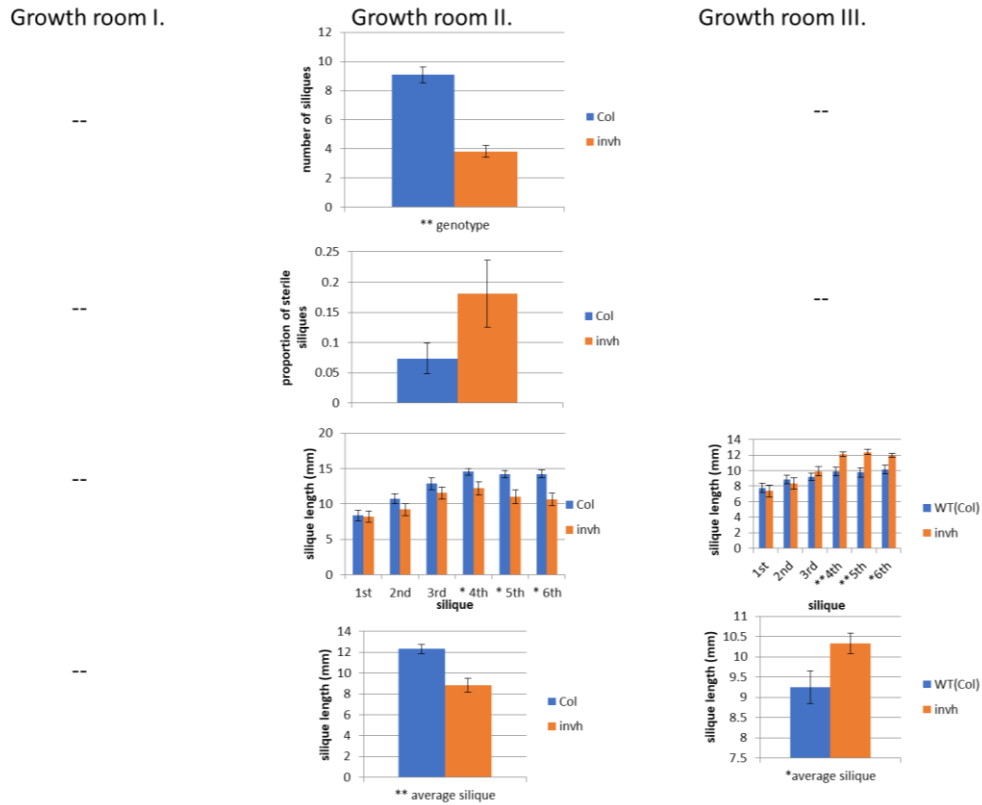 Growth room I. Growth room II. Growth room III.
12
10
8
6
4
2
0
number of siliques
Col
invh
** genotype
--
--
0.25
0.2
0.15
0.1
0.05
0
proportion of sterile
siliques
Col
invh
--
--
20
15
10
5
0
silique length (mm)
1st 2nd 3rd * 4th * 5th * 6th
silique
Col
invh
--
14
12
10
8
6
4
2
0
silique length (mm)
1st 2nd 3rd **4th **5th *6th
silique
WT(Col)
invh
14
12
10
8
6
4
2
0
silique length (mm)
Col
invh
** average silique
--
11
10.5
10
9.5
9
8.5
8
7.5
silique length (mm)
WT(Col)
invh
*average silique